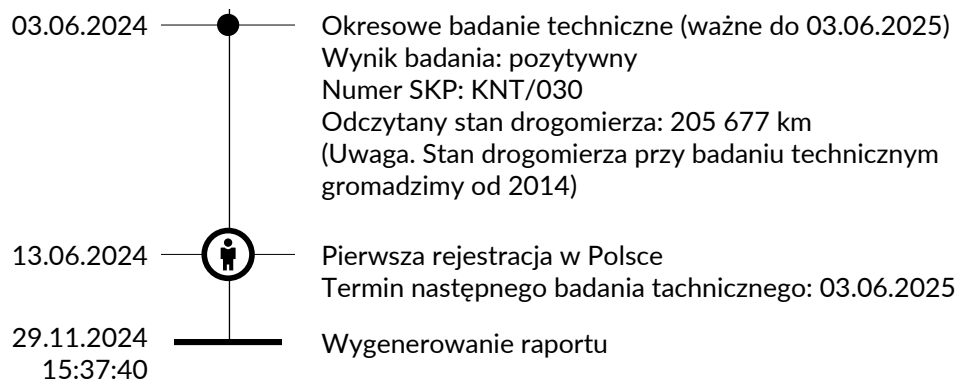 03.06.2024
Okresowe badanie techniczne (ważne do 03.06.2025)
Wynik badania: pozytywny
Numer SKP: KNT/030
Odczytany stan drogomierza: 205 677 km
(Uwaga. Stan drogomierza przy badaniu technicznym
gromadzimy od 2014)
13.06.2024
Pierwsza rejestracja w Polsce
Termin następnego badania tachnicznego: 03.06.2025
29.11.2024
15:37:40
Wygenerowanie raportu